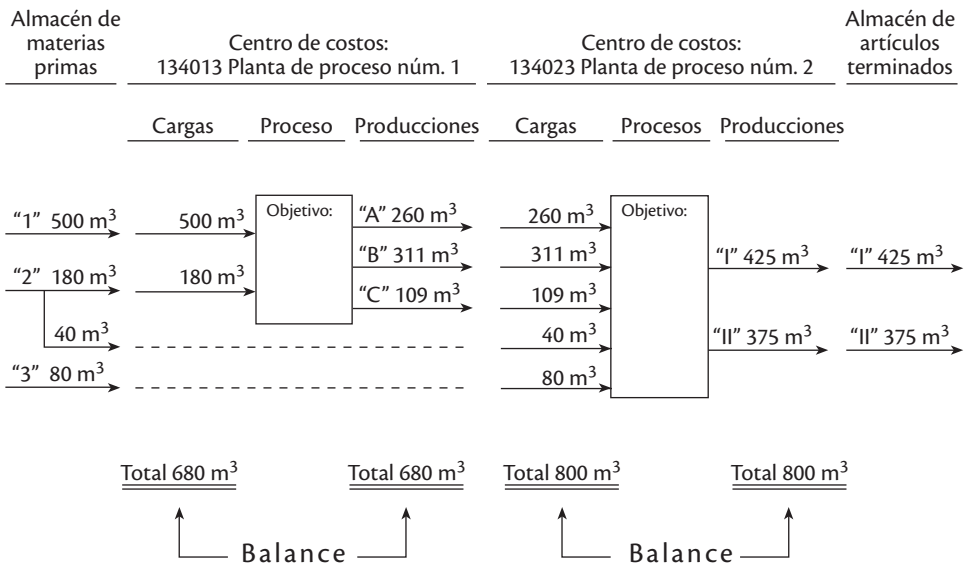 Almacén de
materias
primas
Centro de costos:
134013 Planta de proceso núm. 1
Centro de costos:
134023 Planta de proceso núm. 2
Almacén de
artículos
terminados
Cargas Proceso Producciones Cargas Procesos Producciones
“1” 500 m³ 500 m³ Objetivo: “A” 260 m³ 260 m³ Objetivo:
“B” 311 m³ 311 m³ “I” 425 m³ “I” 425 m³
“2” 180 m³ 180 m³ “C” 109 m³ 109 m³
40 m³ 40 m³ “II” 375 m³ “II” 375 m³
“3” 80 m³ 80 m³
Total 680 m³ Total 680 m³ Total 800 m³ Total 800 m³
Balance Balance